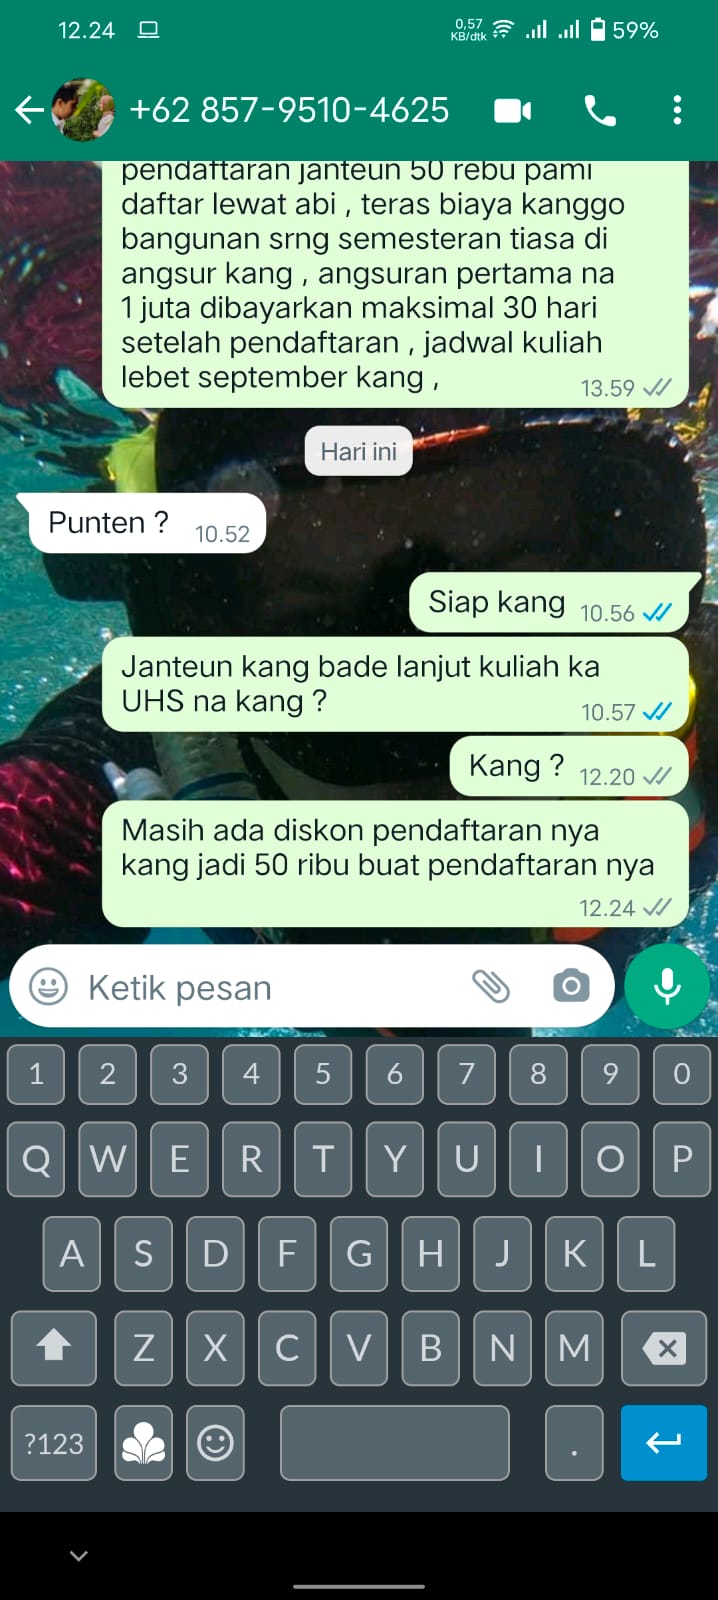 12.24
0,57
KB/dtk
59%
+62 857-9510-4625
pendaftaran janteun 50 rebu pami
daftar lewat abi , teras biaya kanggo
bangunan srng semesteran tiasa di
angsur kang , angsuran pertama na
1 juta dibayarkan maksimal 30 hari
setelah pendaftaran , jadwal kuliah
lebet september kang ,
13.59
Hari ini
Punten ?
10.52
Siap kang
10.56
Janteun kang bade lanjut kuliah ka
UHS na kang ?
10.57
Kang ?
12.20
Masih ada diskon pendaftaran nya
kang jadi 50 ribu buat pendaftaran nya
12.24
Ketik pesan
1 2 3 4 5 6 7 8 9 0
Q W E R T Y U I O P
A S D F G H J K L
Z X C V B N M
?123 .